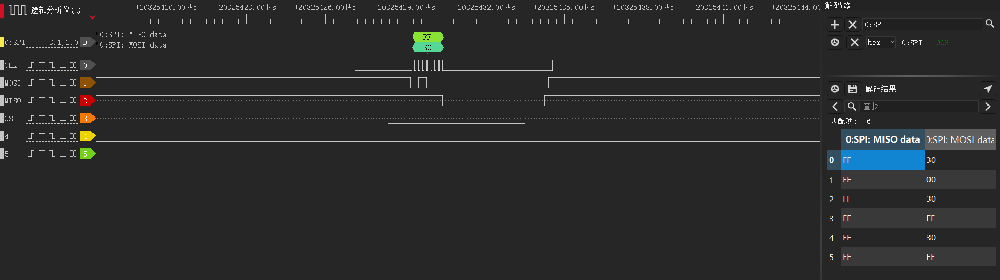 逻辑分析仪(L)
+20325420.00μs +20325423.00μs +20325426.00μs +20325429.00μs +20325432.00μs +20325435.00μs +20325438.00μs +20325441.00μs +20325444.00
解码器
0:SPI
0:SPI 3,1,2,0 D
0:SPI: MISO data
0:SPI: MOSI data
FF
30
hex 0:SPI 100%
CLK 0
MOSI 1
MISO 2
CS 3
4 4
5 5
解码结果
查找
匹配项: 6
0:SPI: MISO data 0:SPI: MOSI data
0 FF 30
1 FF 00
2 FF 30
3 FF FF
4 FF 30
5 FF FF